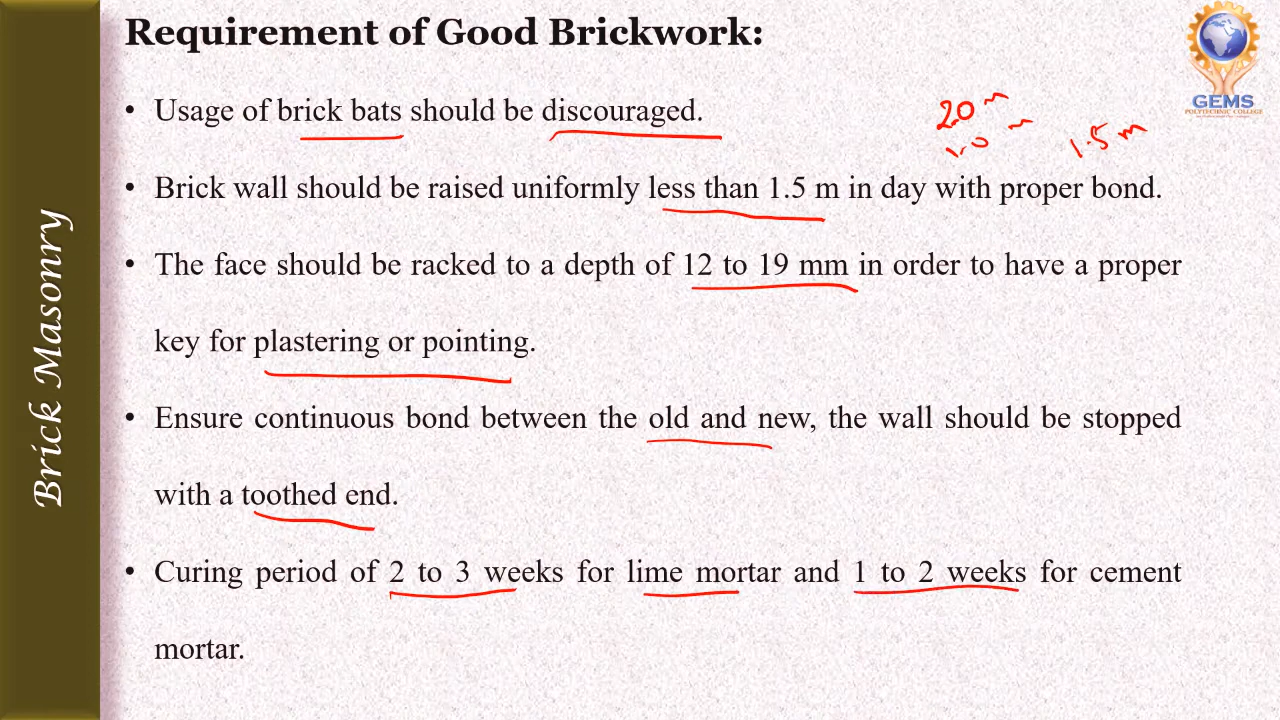 Requirement of Good Brickwork:
GEMS
POLYTECHNIC COLLEGE
• Usage of brick bats should be discouraged.
20 m
1.0 m
1.5 m
• Brick wall should be raised uniformly less than 1.5 m in day with proper bond.
• The face should be racked to a depth of 12 to 19 mm in order to have a proper
key for plastering or pointing.
• Ensure continuous bond between the old and new, the wall should be stopped
with a toothed end.
• Curing period of 2 to 3 weeks for lime mortar and 1 to 2 weeks for cement
mortar.
Brick Masonry